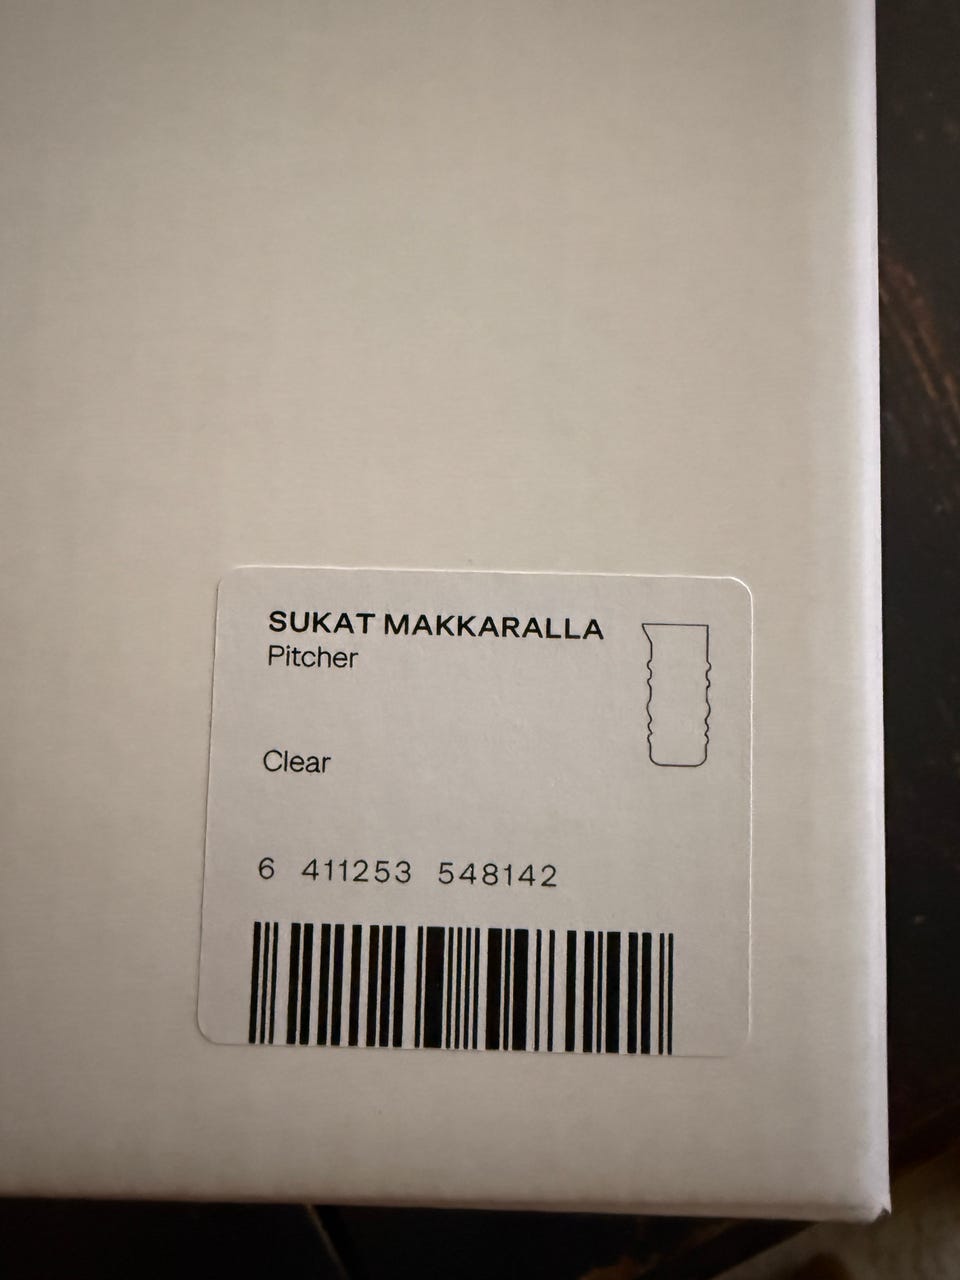 SUKAT MAKKARALLA
Pitcher
Clear
6 411253 548142